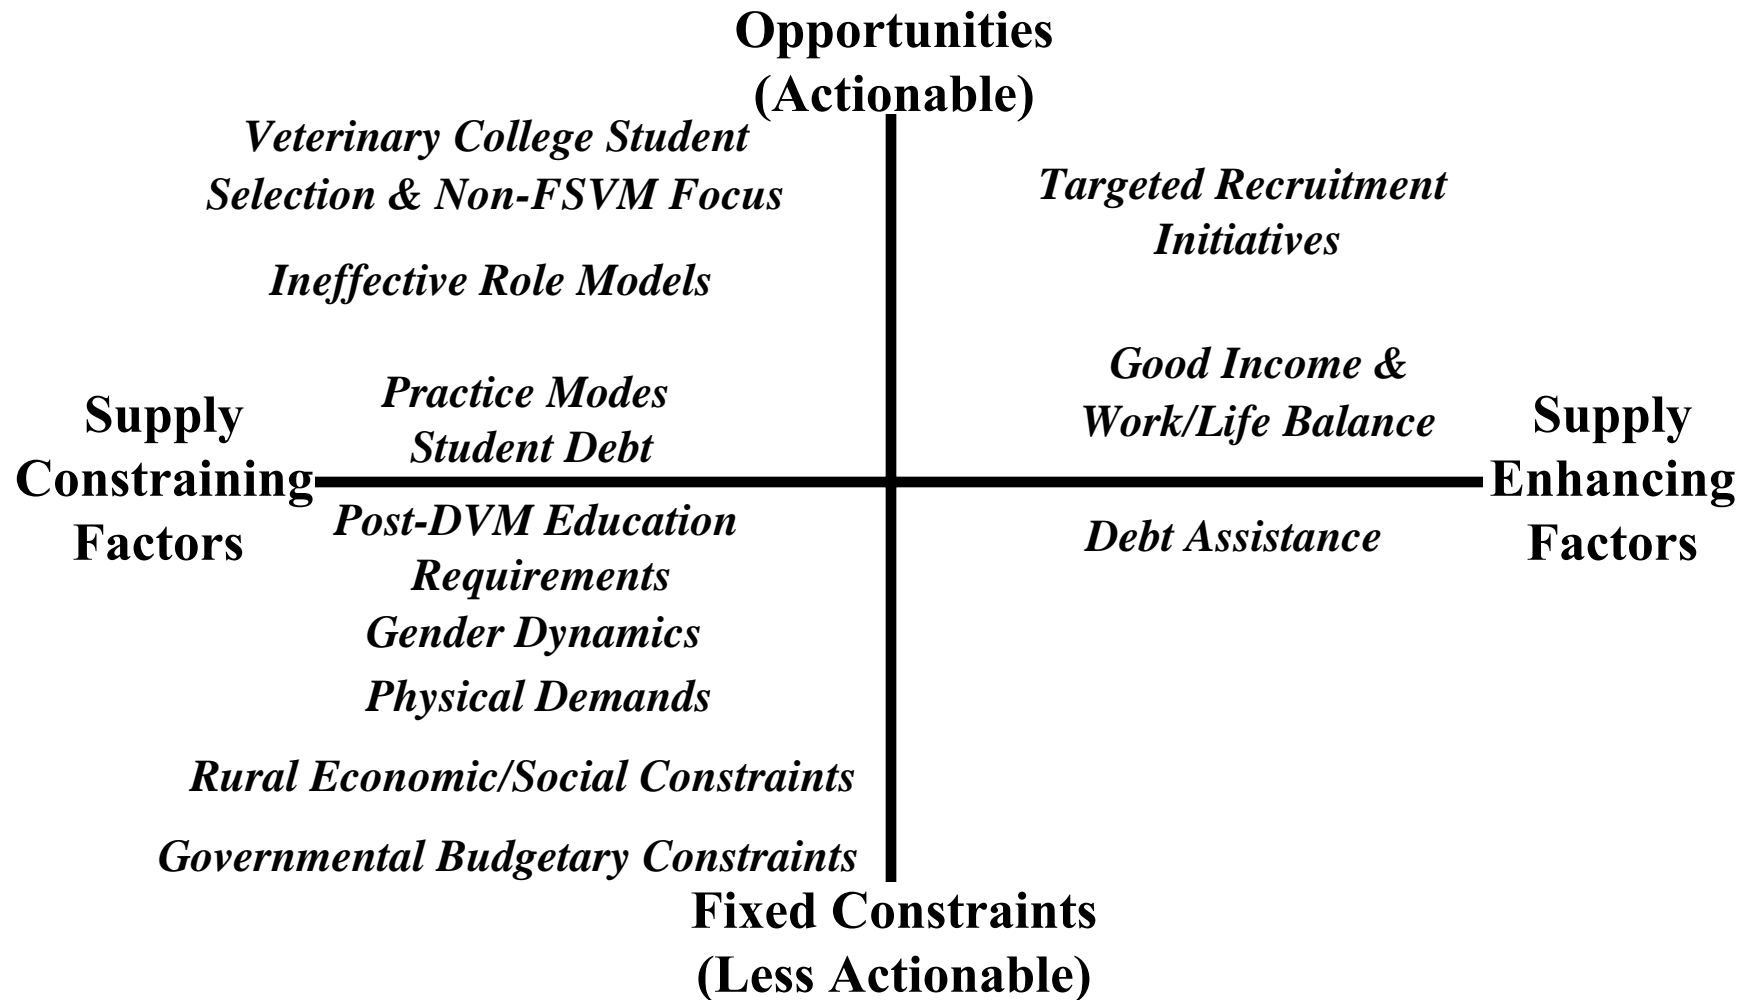 Opportunities
(Actionable)
Veterinary College Student
Selection & Non-FSVM Focus
Ineffective Role Models
Practice Modes
Student Debt
Targeted Recruitment
Initiatives
Good Income &
Work/Life Balance
Supply
Constraining
Factors
Supply
Enhancing
Factors
Post-DVM Education
Requirements
Gender Dynamics
Physical Demands
Rural Economic/Social Constraints
Governmental Budgetary Constraints
Debt Assistance
Fixed Constraints
(Less Actionable)